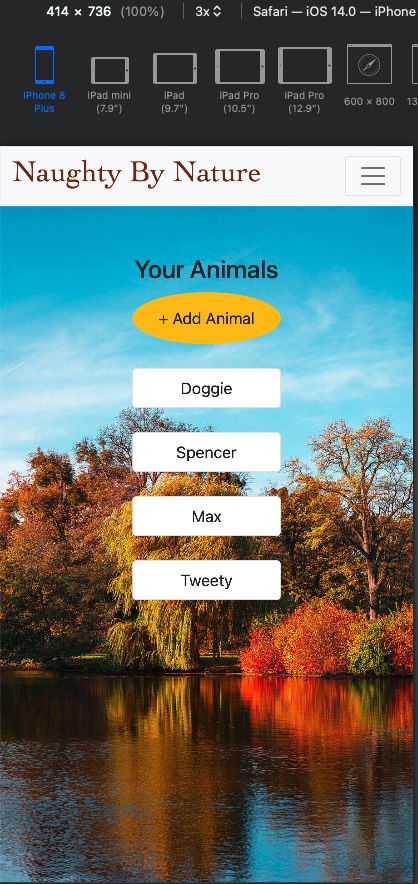 414 × 736 (100%) 3x Safari — iOS 14.0 — iPhone
iPhone 8 Plus
iPad mini (7.9")
iPad (9.7")
iPad Pro (10.5")
iPad Pro (12.9")
600 × 800
13
Naughty By Nature
Your Animals
+ Add Animal
Doggie
Spencer
Max
Tweety